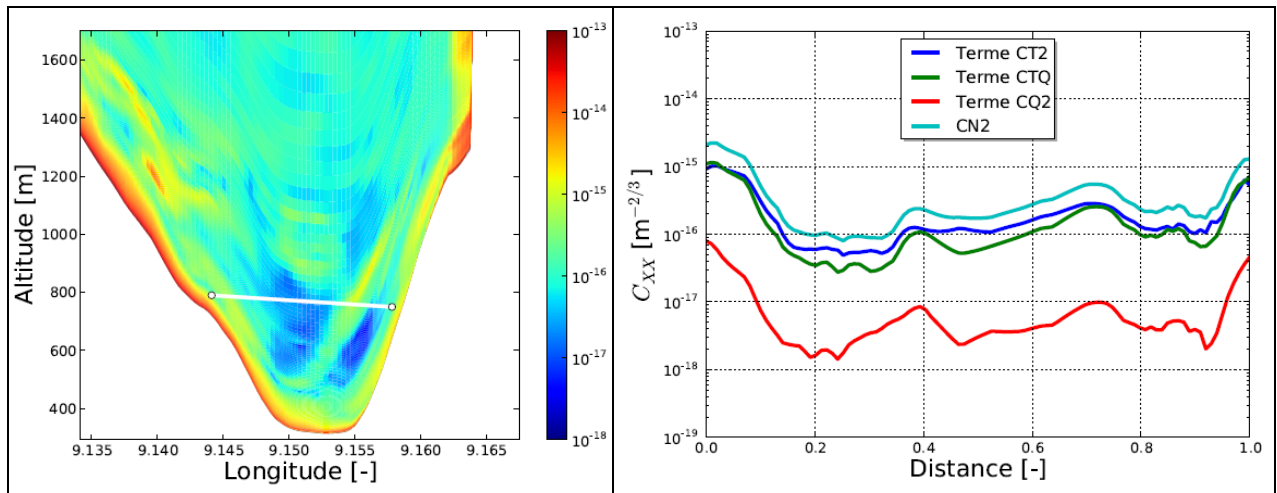 1600
1400
1200
1000
800
600
400
Altitude [m]
9.135 9.140 9.145 9.150 9.155 9.160 9.165
Longitude [-]
10^-13
10^-14
10^-15
10^-16
10^-17
10^-18
10^-13
10^-14
10^-15
10^-16
10^-17
10^-18
10^-19
C_XX [m^-2/3]
Terme CT2
Terme CTQ
Terme CQ2
CN2
0.0 0.2 0.4 0.6 0.8 1.0
Distance [-]